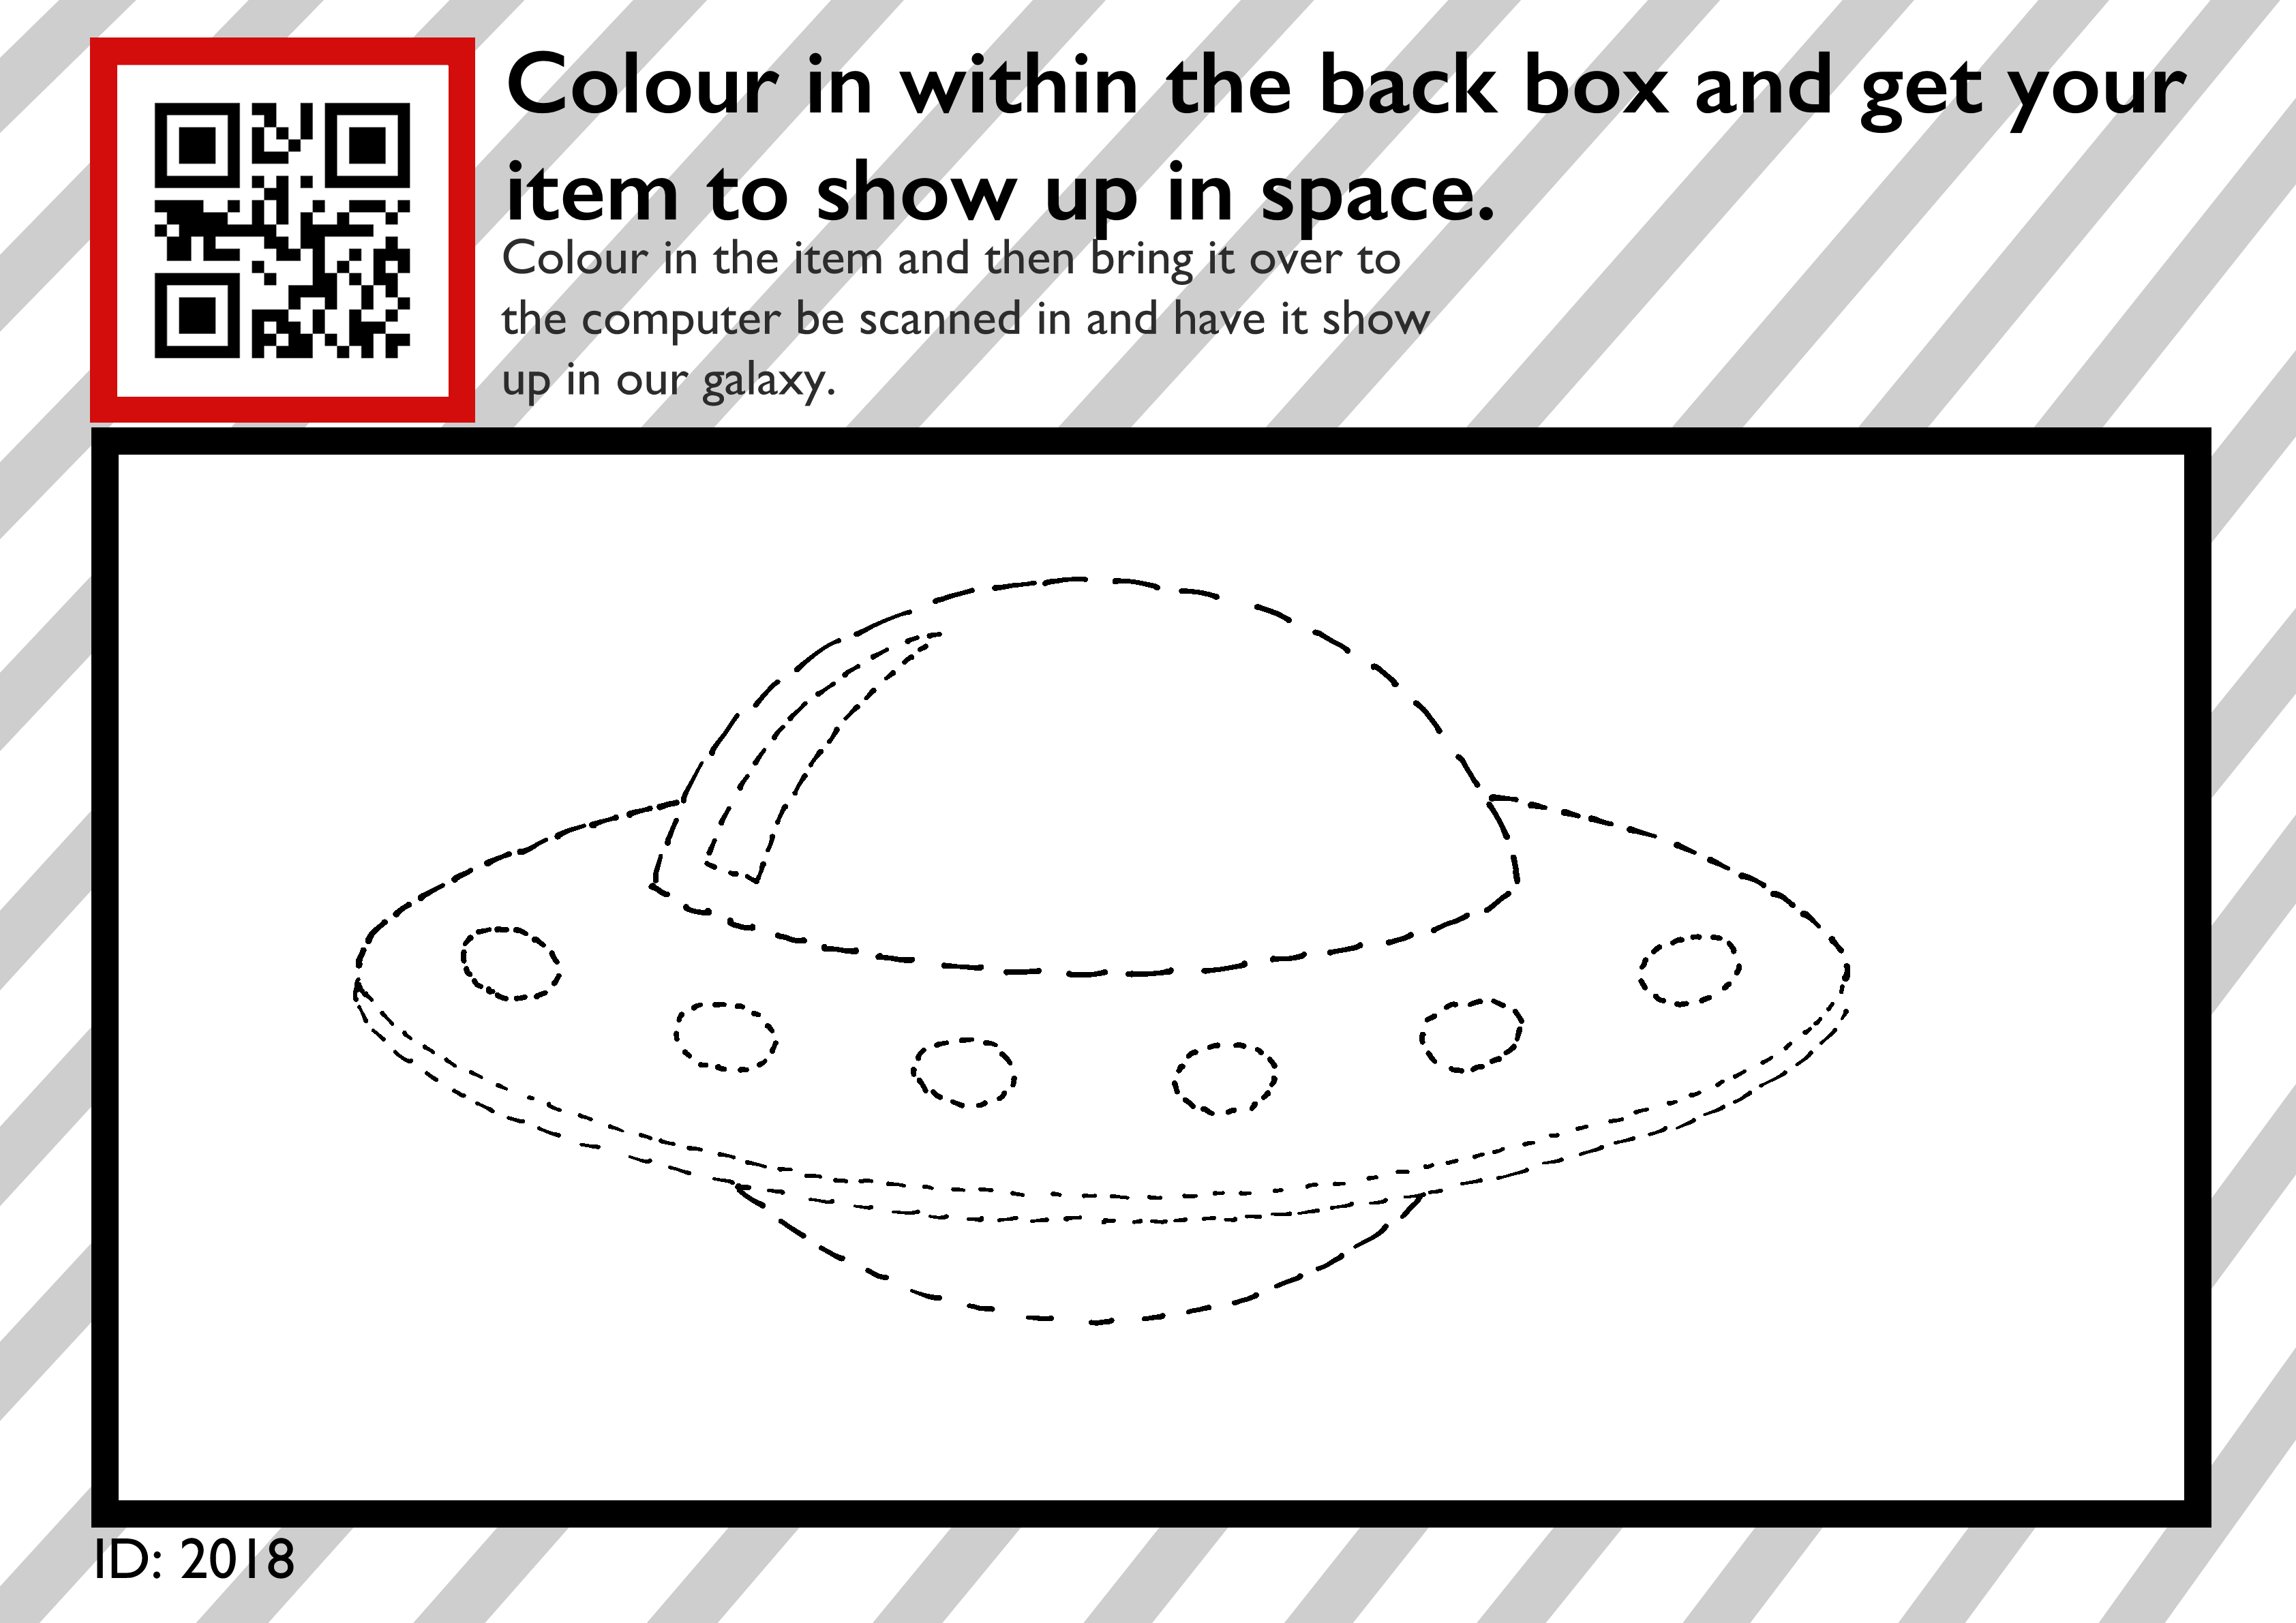 Colour in within the back box and get your
item to show up in space.
Colour in the item and then bring it over to
the computer be scanned in and have it show
up in our galaxy.
ID: 2018